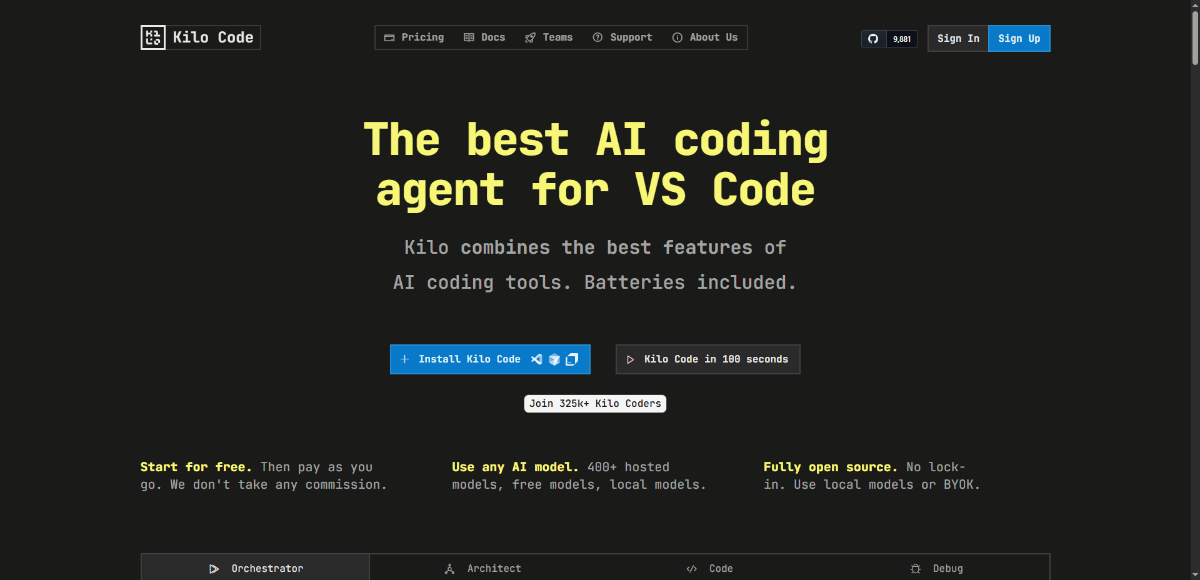 Kilo Code
Pricing Docs Teams Support About Us
9,881
Sign In Sign Up
The best AI coding
agent for VS Code
Kilo combines the best features of
AI coding tools. Batteries included.
Install Kilo Code
Kilo Code in 100 seconds
Join 325k+ Kilo Coders
Start for free. Then pay as you
go. We don't take any commission.
Use any AI model. 400+ hosted
models, free models, local models.
Fully open source. No lock-
in. Use local models or BYOK.
Orchestrator Architect Code Debug